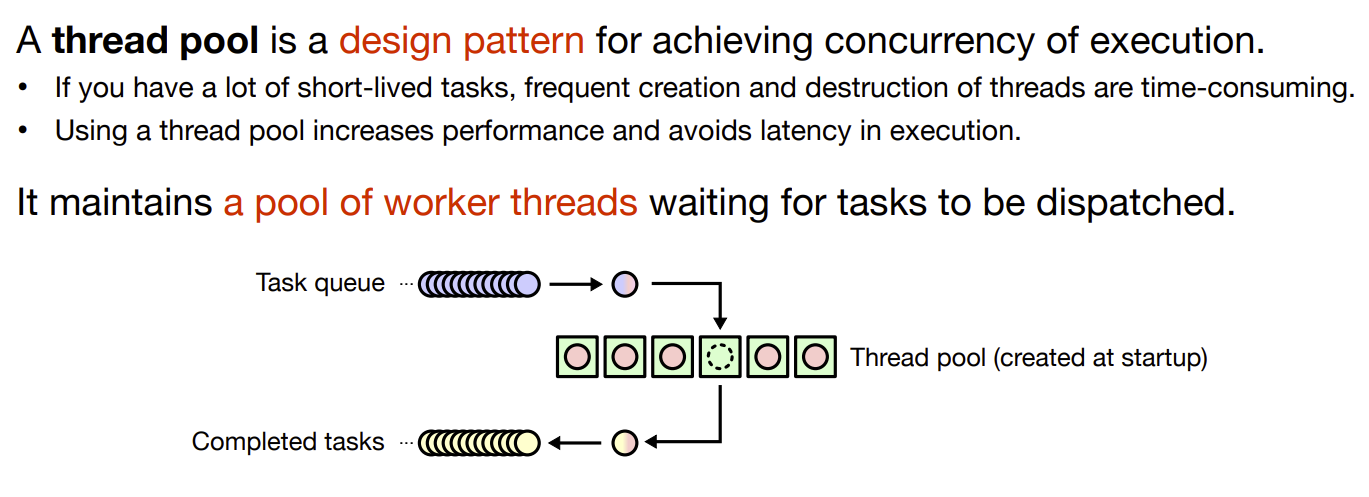 A thread pool is a design pattern for achieving concurrency of execution.
• If you have a lot of short-lived tasks, frequent creation and destruction of threads are time-consuming.
• Using a thread pool increases performance and avoids latency in execution.
It maintains a pool of worker threads waiting for tasks to be dispatched.
Task queue ...
Thread pool (created at startup)
Completed tasks ...